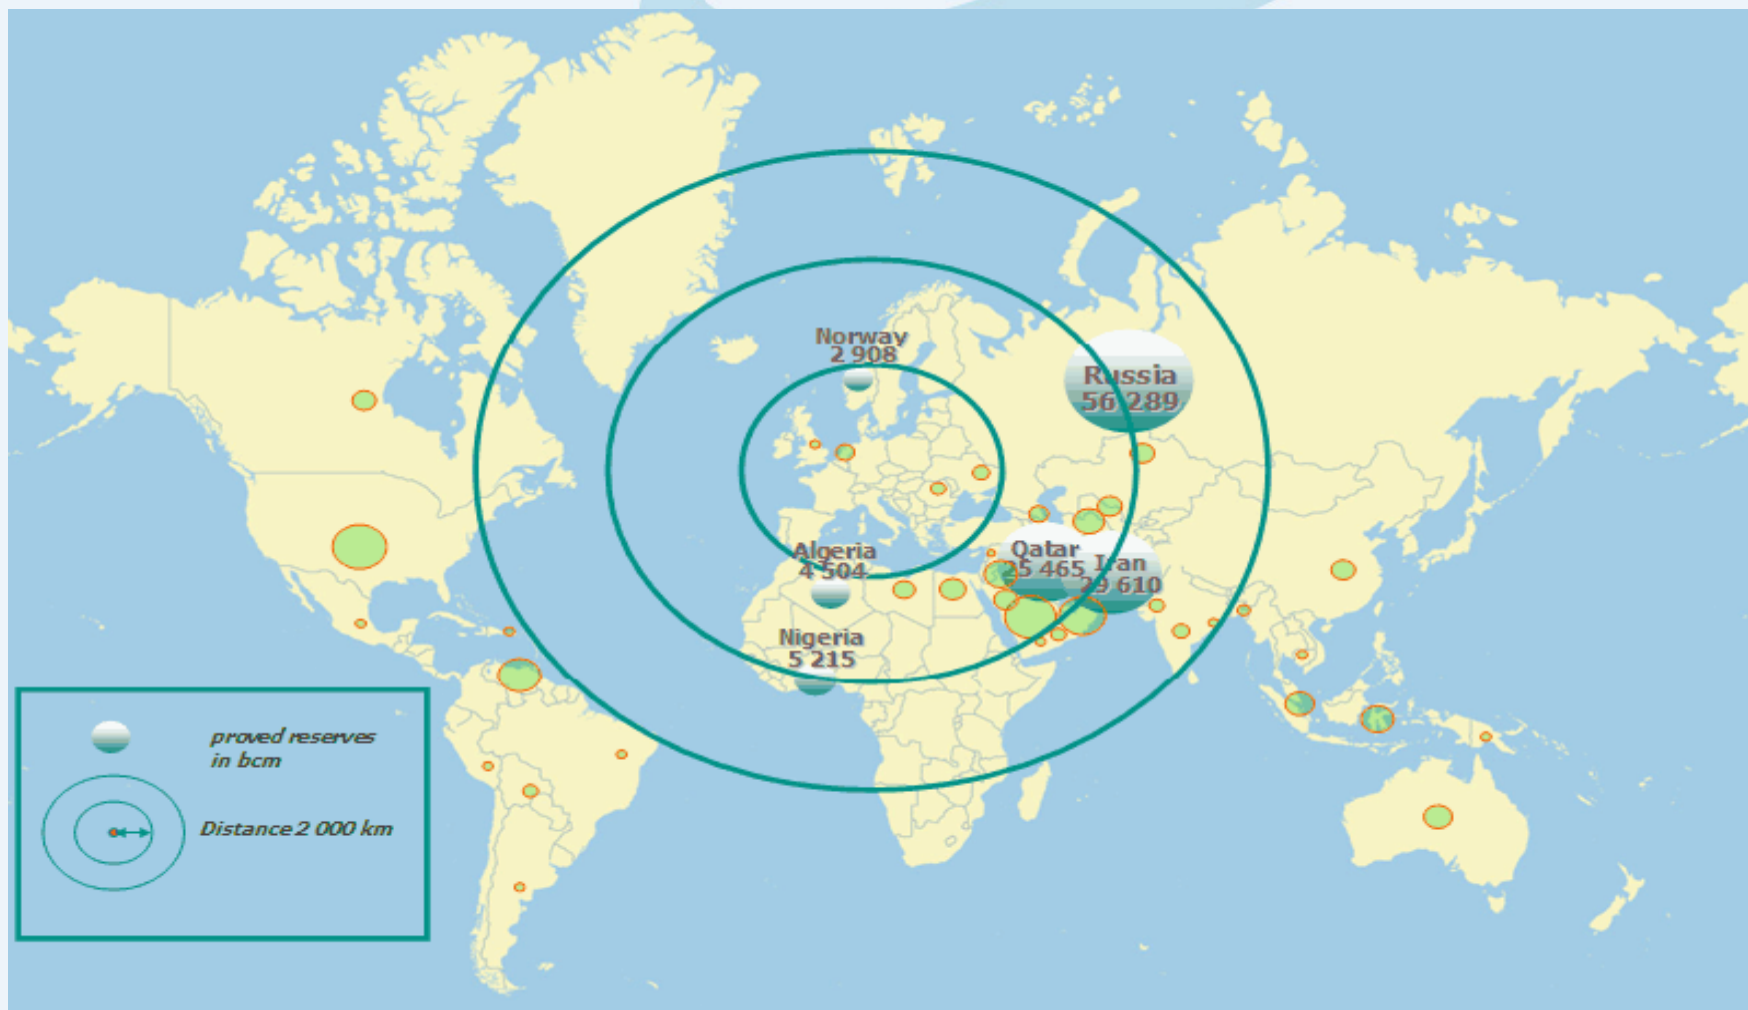 Norway
2 908
Russia
56 289
Algeria
4 504
Qatar
25 465
Iran
29 610
Nigeria
5 215
proved reserves
in bcm
Distance 2 000 km